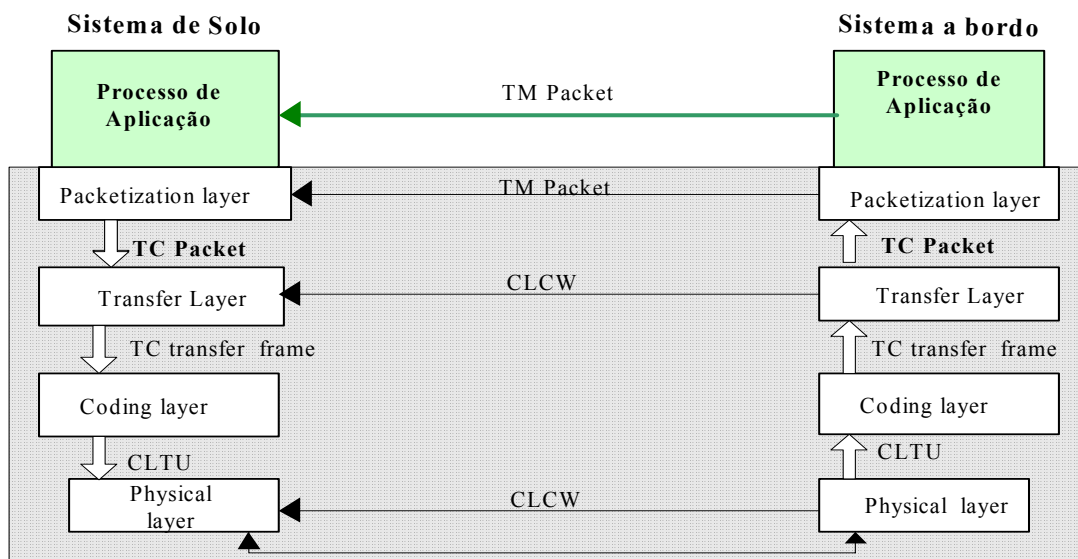 Sistema de Solo
Sistema a bordo
Processo de
Aplicação
TM Packet
Processo de
Aplicação
Packetization layer
TM Packet
Packetization layer
TC Packet
TC Packet
Transfer Layer
CLCW
Transfer Layer
TC transfer frame
TC transfer frame
Coding layer
Coding layer
CLTU
CLTU
Physical
layer
CLCW
Physical layer